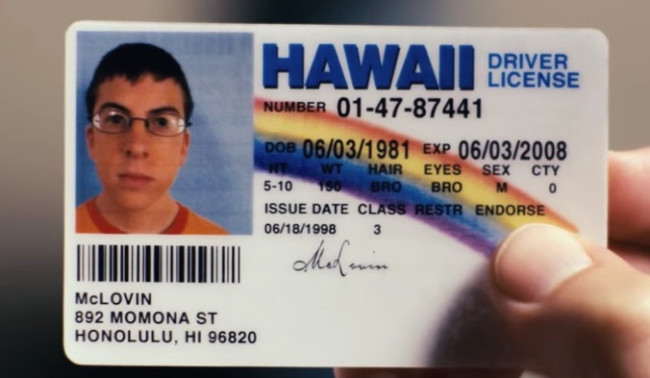 HAWAII DRIVER LICENSE
NUMBER 01-47-87441
DOB 06/03/1981 EXP 06/03/2008
HT WT HAIR EYES SEX CTY
5-10 150 BRO BRO M 0
ISSUE DATE CLASS RESTR ENDORSE
06/18/1998 3
McLovin
McLOVIN
892 MOMONA ST
HONOLULU, HI 96820